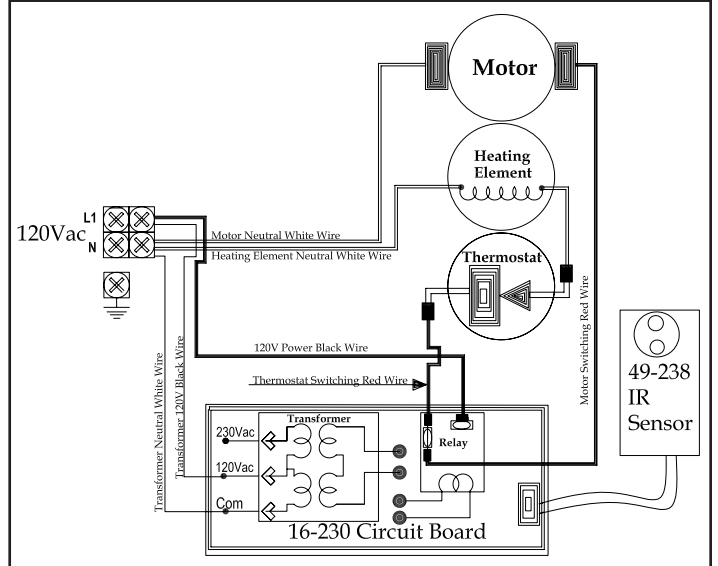 Motor
Heating
Element
L1
120Vac
N
Motor Neutral White Wire
Heating Element Neutral White Wire
Thermostat
Motor Switching Red Wire
120V Power Black Wire
Thermostat Switching Red Wire
Transformer Neutral White Wire
Transformer 120V Black Wire
49-238
IR
Sensor
Transformer
230Vac
120Vac
Com
Relay
16-230 Circuit Board